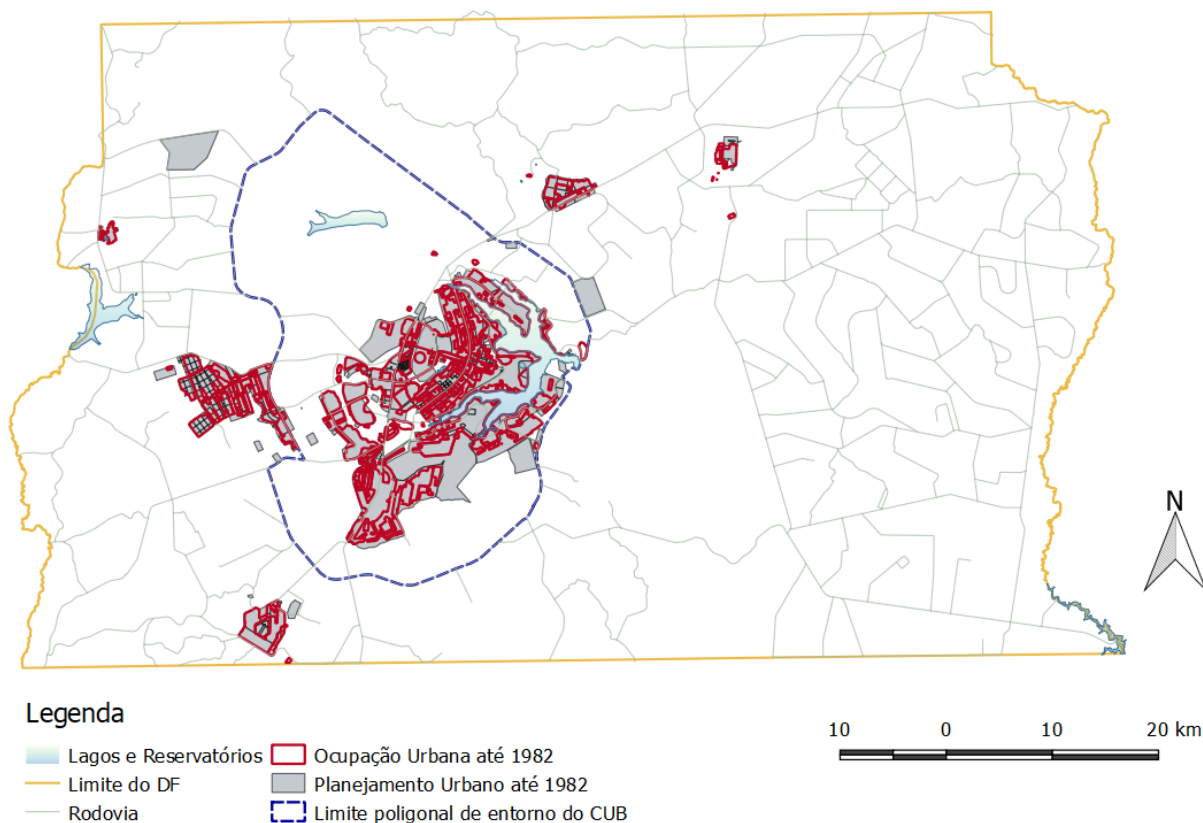 N
Legenda
Lagos e Reservatórios
Limite do DF
Rodovia
Ocupação Urbana até 1982
Planejamento Urbano até 1982
Limite poligonal de entorno do CUB
10 0 10 20 km